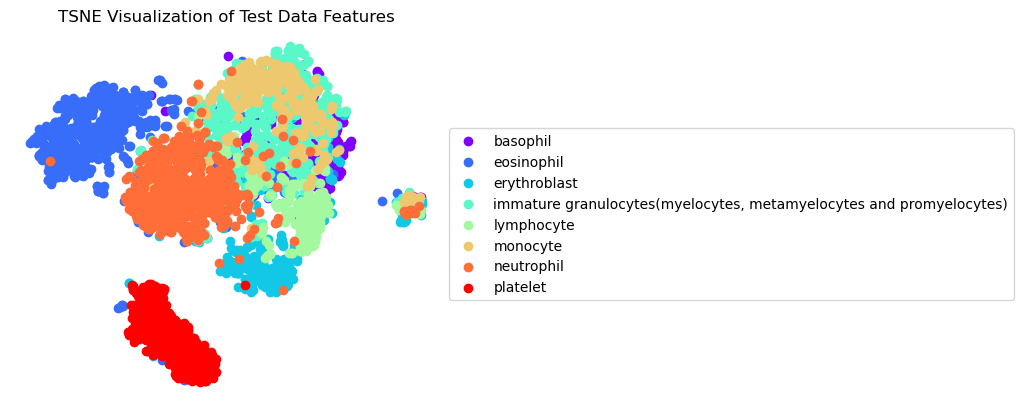 TSNE Visualization of Test Data Features
basophil
eosinophil
erythroblast
immature granulocytes(myelocytes, metamyelocytes and promyelocytes)
lymphocyte
monocyte
neutrophil
platelet